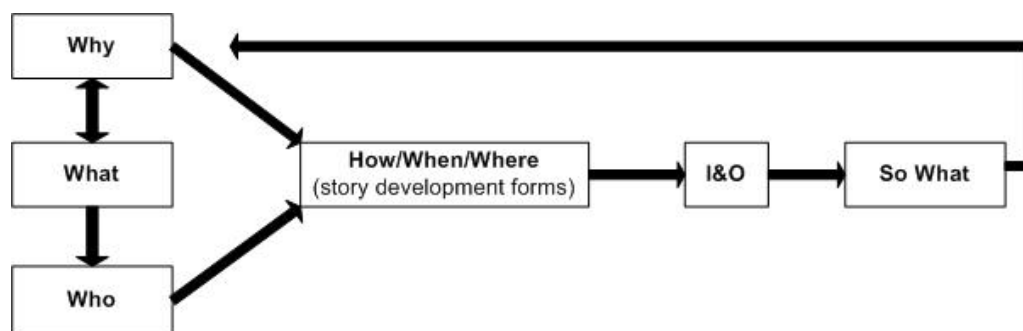 Why
What
Who
How/When/Where
(story development forms)
I&O
So What